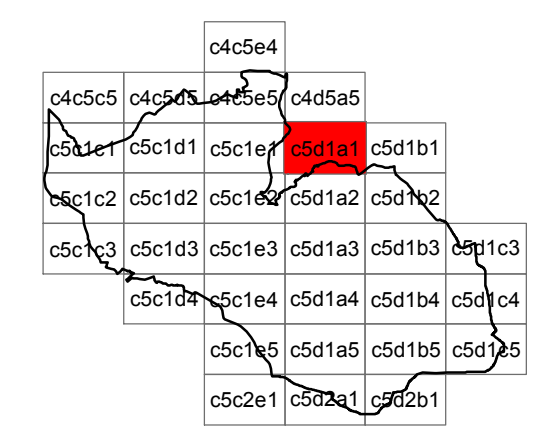 c4c5e4
c4c5c5 c4c5d5 c4c5e5 c4d5a5
c5c1c1 c5c1d1 c5c1e1 c5d1a1 c5d1b1
c5c1c2 c5c1d2 c5c1e2 c5d1a2 c5d1b2
c5c1c3 c5c1d3 c5c1e3 c5d1a3 c5d1b3 c5d1c3
c5c1d4 c5c1e4 c5d1a4 c5d1b4 c5d1c4
c5c1e5 c5d1a5 c5d1b5 c5d1c5
c5c2e1 c5d2a1 c5d2b1